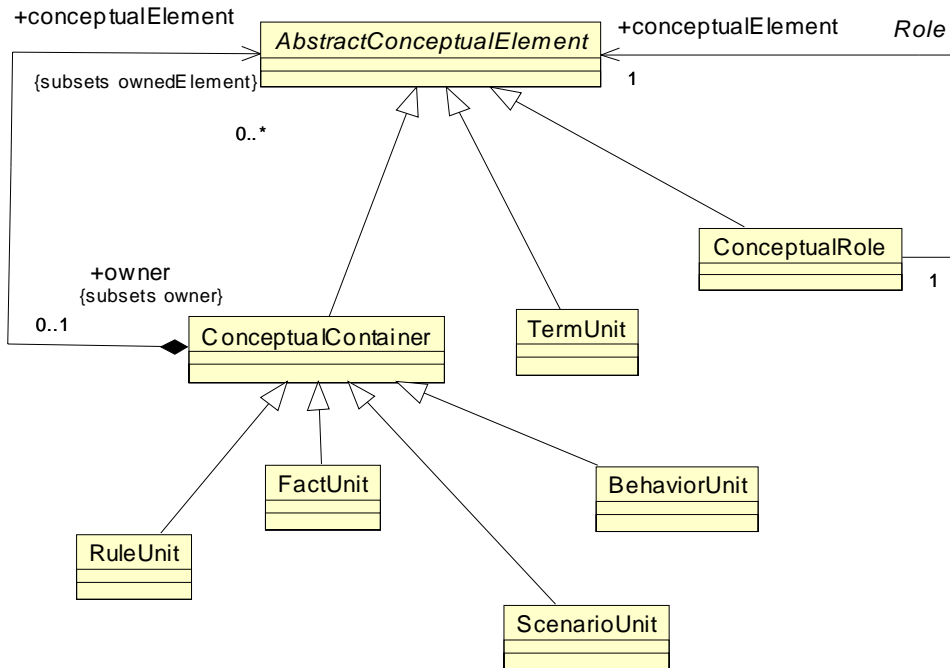 +conceptualElement
AbstractConceptualElement
+conceptualElement
Role
{subsets ownedElement}
1
0..*
ConceptualRole
1
+owner
{subsets owner}
0..1
ConceptualContainer
TermUnit
FactUnit
BehaviorUnit
RuleUnit
ScenarioUnit